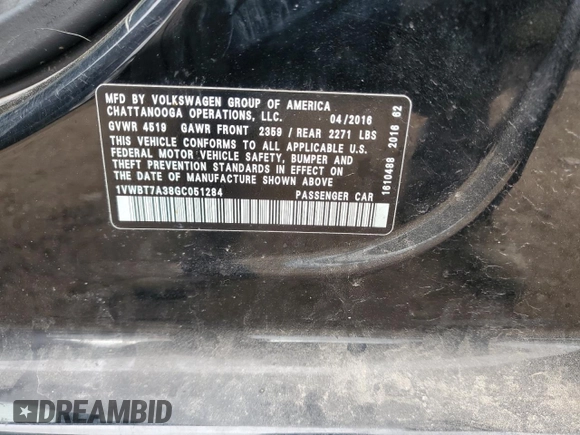 MFD BY VOLKSWAGEN GROUP OF AMERICA
CHATTANOOGA OPERATIONS, LLC. 04/2016
GVWR 4519 GAWR FRONT 2359 / REAR 2271 LBS
THIS VEHICLE CONFORMS TO ALL APPLICABLE U.S.
FEDERAL MOTOR VEHICLE SAFETY, BUMPER AND
THEFT PREVENTION STANDARDS IN EFFECT ON
THE DATE OF MANUFACTURE SHOWN ABOVE.
1VWBT7A38GC051284 PASSENGER CAR
1610488 2016 62
DREAMBID